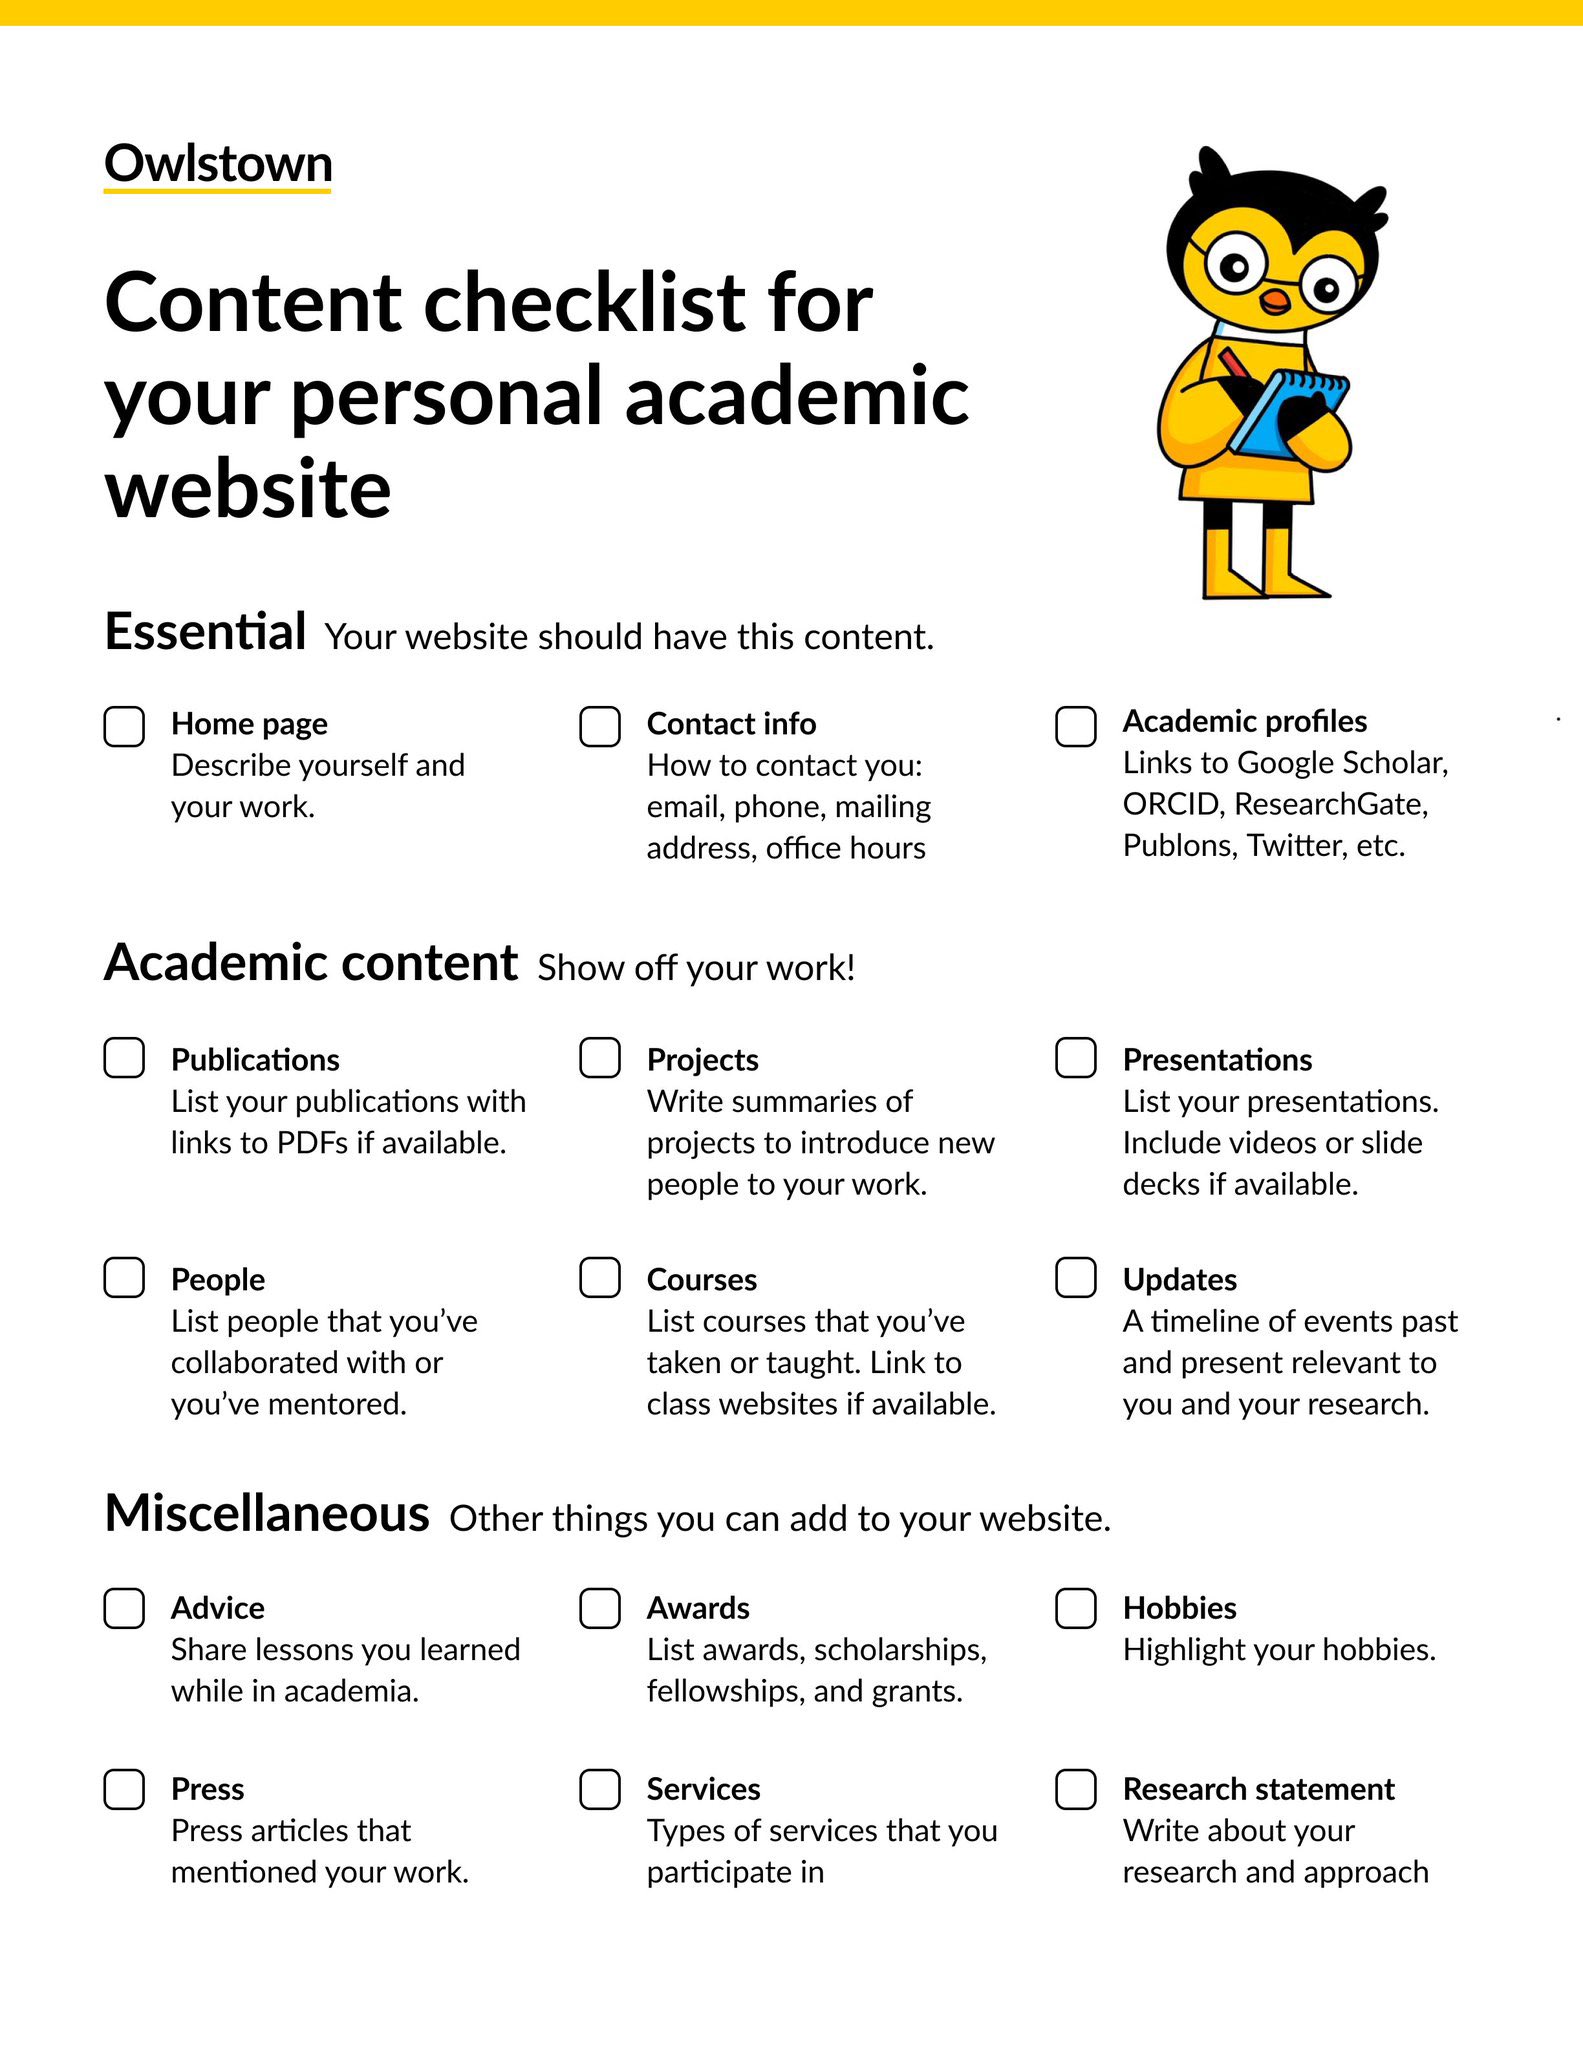 Owlstown
Content checklist for
your personal academic
website
Essential Your website should have this content.
Home page
Describe yourself and
your work.
Contact info
How to contact you:
email, phone, mailing
address, office hours
Academic profiles
Links to Google Scholar,
ORCID, ResearchGate,
Publons, Twitter, etc.
Academic content Show off your work!
Publications
List your publications with
links to PDFs if available.
Projects
Write summaries of
projects to introduce new
people to your work.
Presentations
List your presentations.
Include videos or slide
decks if available.
People
List people that you’ve
collaborated with or
you’ve mentored.
Courses
List courses that you’ve
taken or taught. Link to
class websites if available.
Updates
A timeline of events past
and present relevant to
you and your research.
Miscellaneous Other things you can add to your website.
Advice
Share lessons you learned
while in academia.
Awards
List awards, scholarships,
fellowships, and grants.
Hobbies
Highlight your hobbies.
Press
Press articles that
mentioned your work.
Services
Types of services that you
participate in
Research statement
Write about your
research and approach